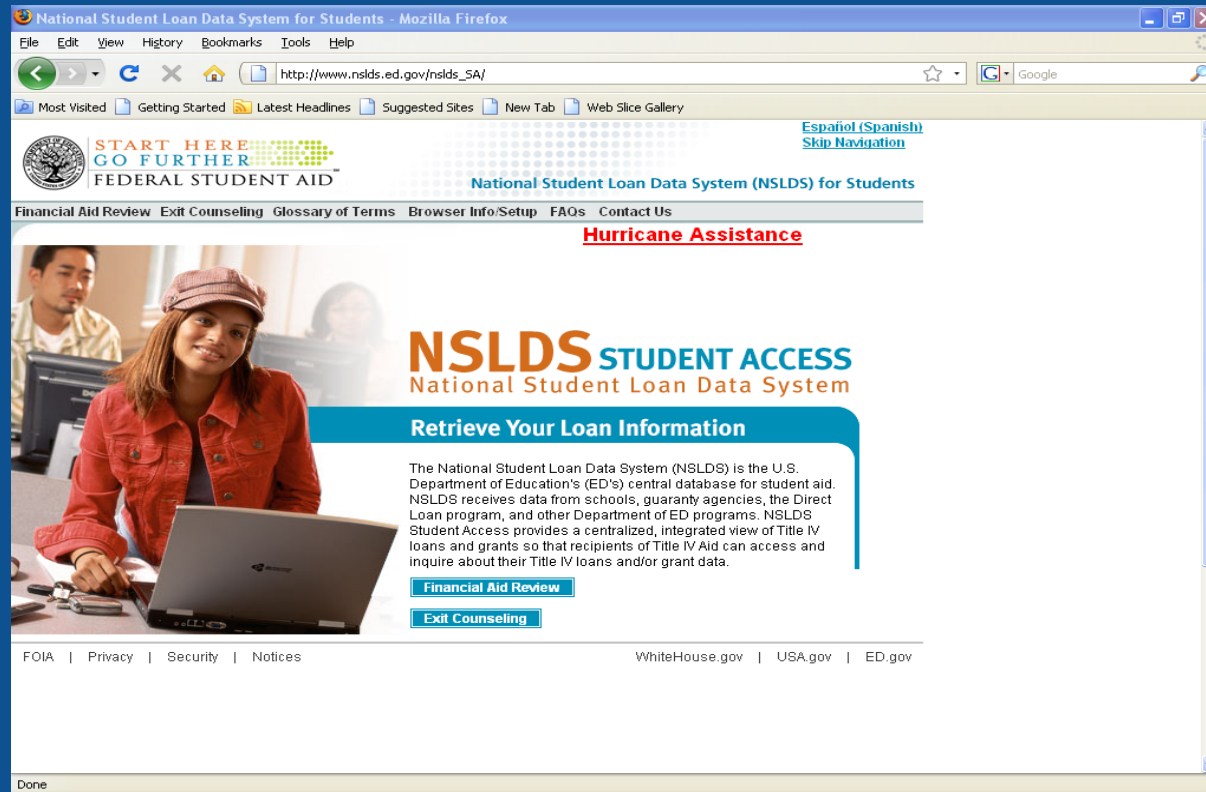 National Student Loan Data System for Students - Mozilla Firefox
File Edit View History Bookmarks Tools Help
http://www.nslds.ed.gov/nslds_SA/
G Google
Most Visited Getting Started Latest Headlines Suggested Sites New Tab Web Slice Gallery
Español (Spanish)
Skip Navigation
START HERE
GO FURTHER
FEDERAL STUDENT AID
National Student Loan Data System (NSLDS) for Students
Financial Aid Review Exit Counseling Glossary of Terms Browser Info/Setup FAQs Contact Us
Hurricane Assistance
NSLDS STUDENT ACCESS
National Student Loan Data System
Retrieve Your Loan Information
The National Student Loan Data System (NSLDS) is the U.S.
Department of Education's (ED's) central database for student aid.
NSLDS receives data from schools, guaranty agencies, the Direct
Loan program, and other Department of ED programs. NSLDS
Student Access provides a centralized, integrated view of Title IV
loans and grants so that recipients of Title IV Aid can access and
inquire about their Title IV loans and/or grant data.
Financial Aid Review
Exit Counseling
FOIA | Privacy | Security | Notices
WhiteHouse.gov | USA.gov | ED.gov
Done